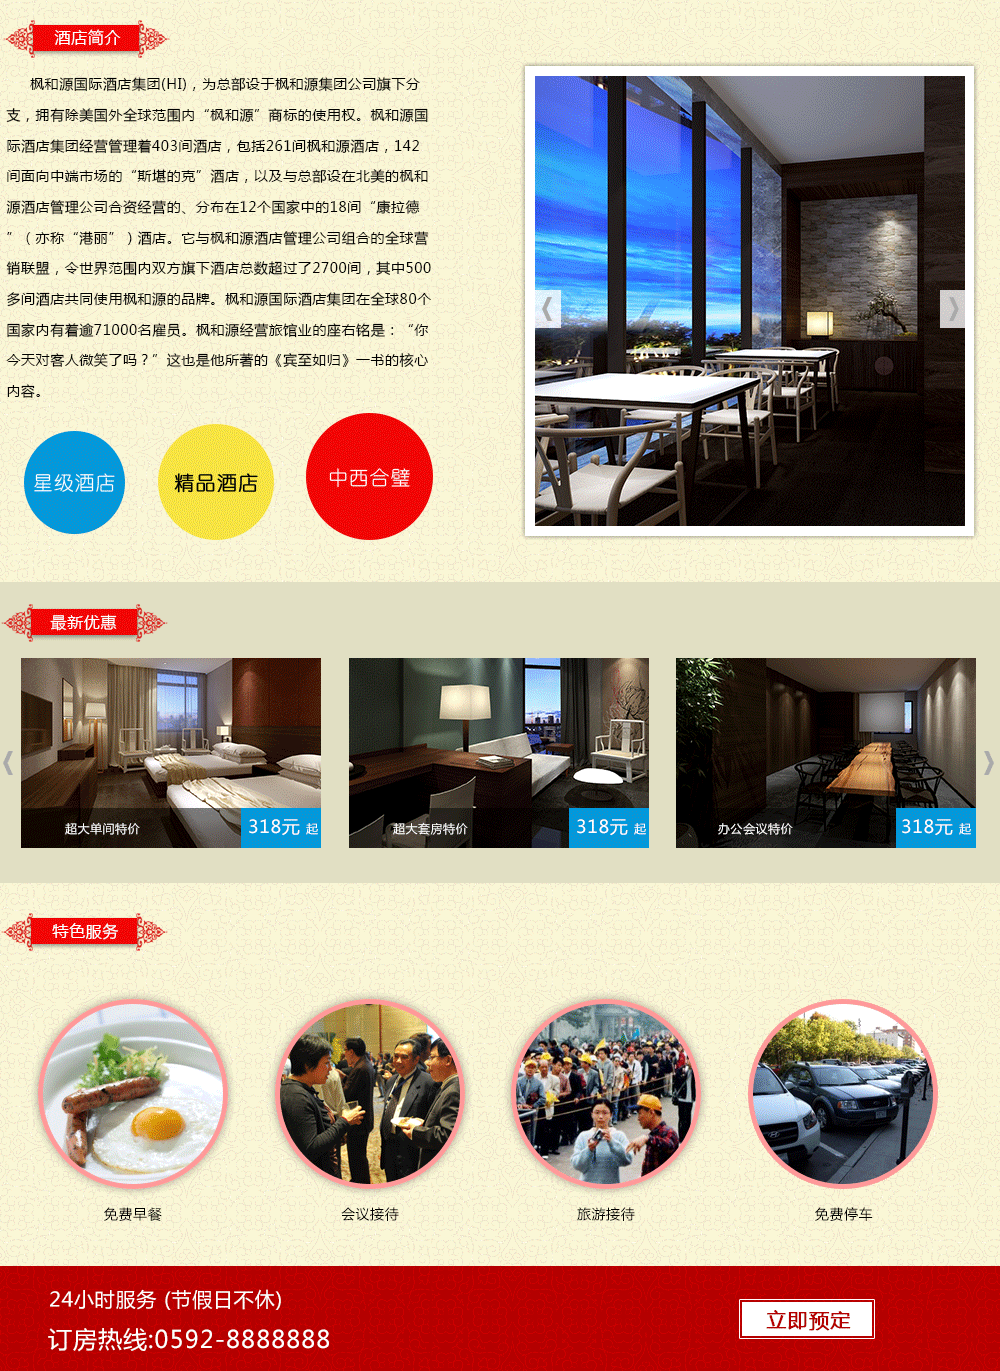 酒店简介
枫和源国际酒店集团(HI)，为总部设于枫和源集团公司旗下分
支，拥有除美国外全球范围内“枫和源”商标的使用权。枫和源国
际酒店集团经营管理着403间酒店，包括261间枫和源酒店，142
间面向中端市场的“斯堪的克”酒店，以及与总部设在北美的枫和
源酒店管理公司合资经营的、分布在12个国家中的18间“康拉德
”（亦称“港丽”）酒店。它与枫和源酒店管理公司组合的全球营
销联盟，令世界范围内双方旗下酒店总数超过了2700间，其中500
多间酒店共同使用枫和源的品牌。枫和源国际酒店集团在全球80个
国家内有着逾71000名雇员。枫和源经营旅馆业的座右铭是：“你
今天对客人微笑了吗？”这也是他所著的《宾至如归》一书的核心
内容。
星级酒店
精品酒店
中西合璧
最新优惠
超大单间特价 318元 起
超大套房特价 318元 起
办公会议特价 318元 起
特色服务
免费早餐
会议接待
旅游接待
免费停车
24小时服务 (节假日不休)
订房热线:0592-8888888
立即预定